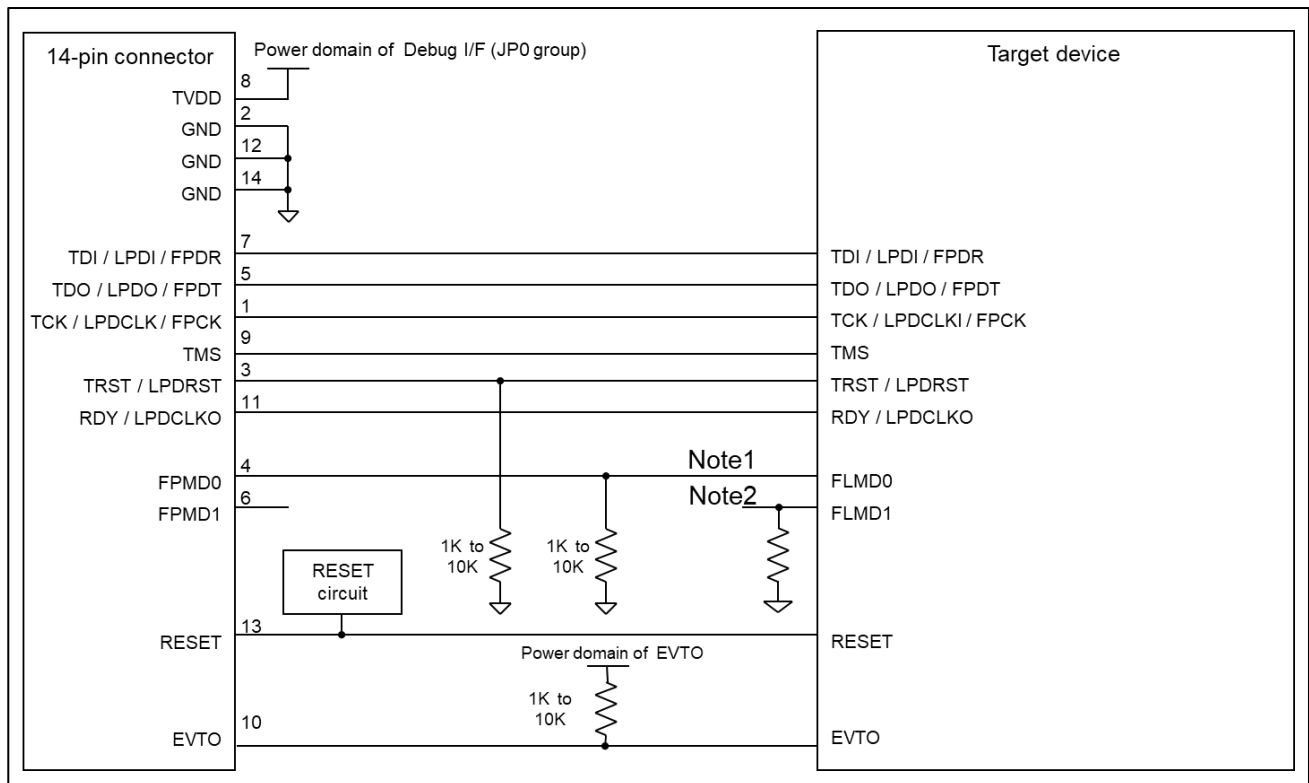 14-pin connector
Power domain of Debug I/F (JP0 group)
Target device
TVDD
8
GND
2
GND
12
GND
14
TDI / LPDI / FPDR
7
TDI / LPDI / FPDR
TDO / LPDO / FPDT
5
TDO / LPDO / FPDT
TCK / LPDCLK / FPCK
1
TCK / LPDCLKI / FPCK
TMS
9
TMS
TRST / LPDRST
3
TRST / LPDRST
RDY / LPDCLKO
11
RDY / LPDCLKO
FPMD0
4
Note1
FLMD0
FPMD1
6
Note2
FLMD1
1K to
10K
1K to
10K
RESET
circuit
RESET
13
RESET
Power domain of EVTO
1K to
10K
EVTO
10
EVTO